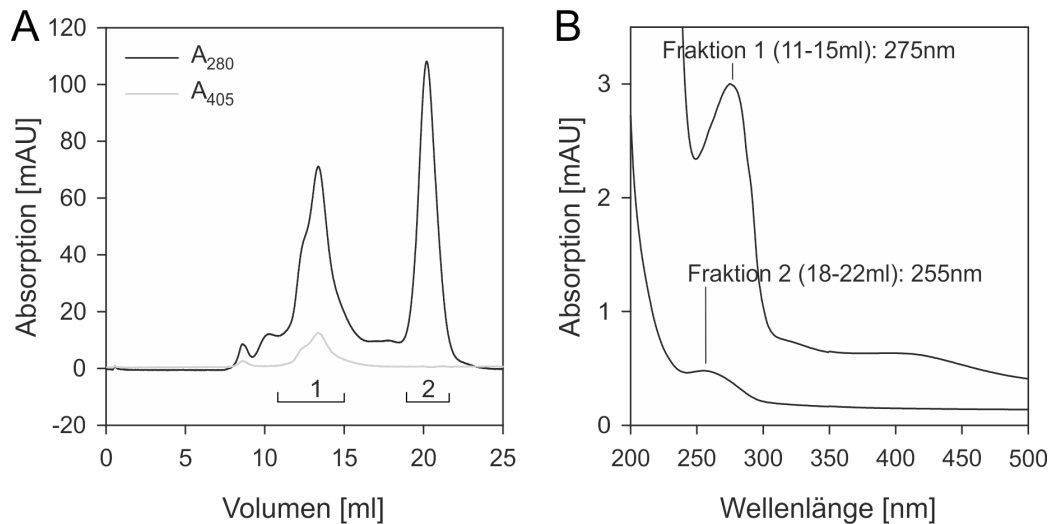 A
B
120
100
80
60
40
20
0
-20
A280
A405
1
2
0
5
10
15
20
25
Absorption [mAU]
Volumen [ml]
Fraktion 1 (11-15ml): 275nm
Fraktion 2 (18-22ml): 255nm
3
2
1
0
200
250
300
350
400
450
500
Absorption [mAU]
Wellenlänge [nm]